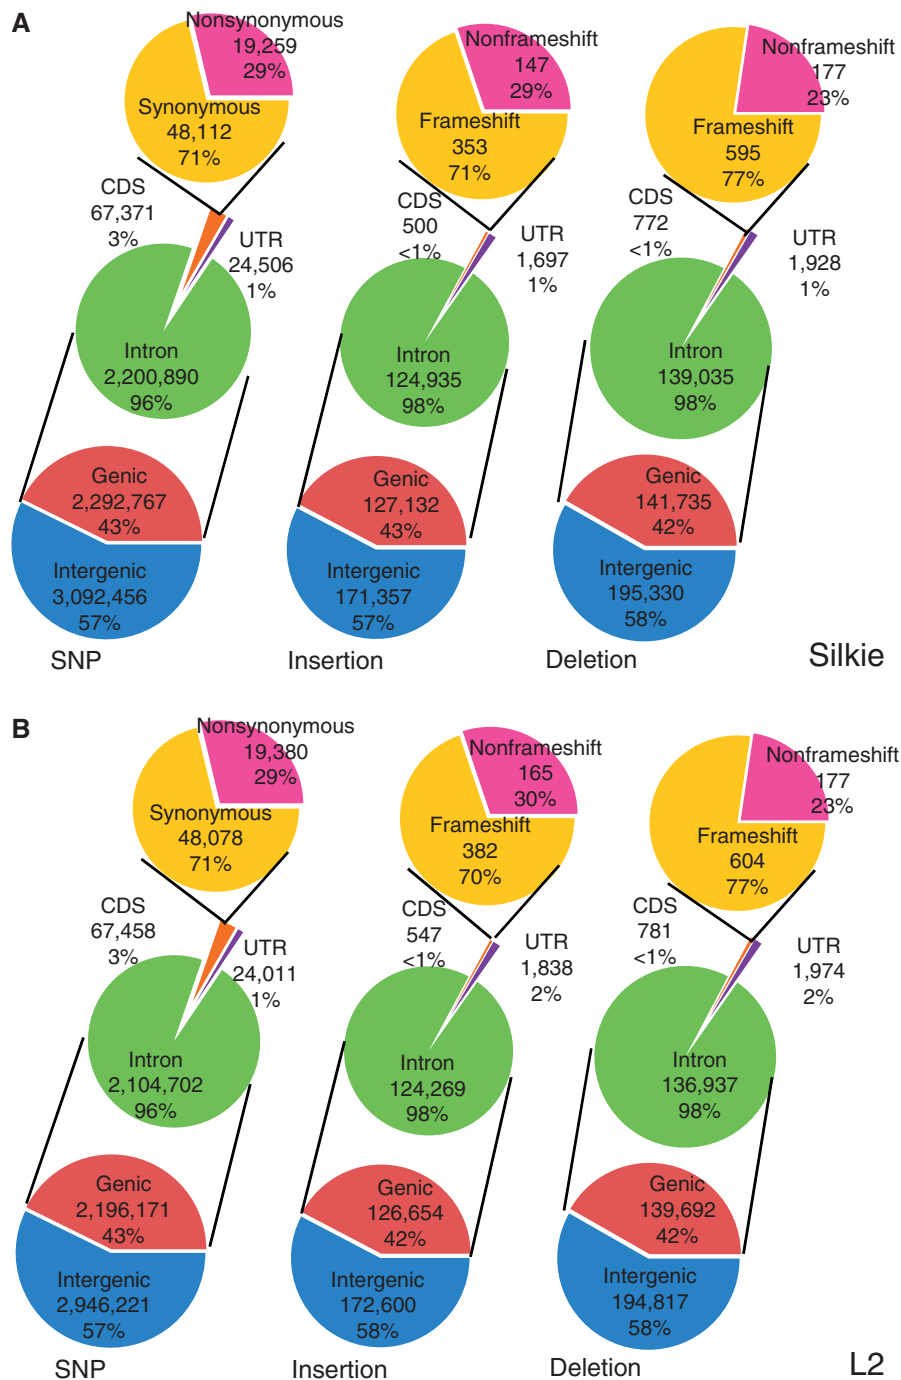 A
Nonsynonymous
19,259
29%
Synonymous
48,112
71%
CDS
67,371
3%
UTR
24,506
1%
Intron
2,200,890
96%
Genic
2,292,767
43%
Intergenic
3,092,456
57%
SNP
Nonframeshift
147
29%
Frameshift
353
71%
CDS
500
<1%
UTR
1,697
1%
Intron
124,935
98%
Genic
127,132
43%
Intergenic
171,357
57%
Insertion
Nonframeshift
177
23%
Frameshift
595
77%
CDS
772
<1%
UTR
1,928
1%
Intron
139,035
98%
Genic
141,735
42%
Intergenic
195,330
58%
Deletion
Silkie
B
Nonsynonymous
19,380
29%
Synonymous
48,078
71%
CDS
67,458
3%
UTR
24,011
1%
Intron
2,104,702
96%
Genic
2,196,171
43%
Intergenic
2,946,221
57%
SNP
Nonframeshift
165
30%
Frameshift
382
70%
CDS
547
<1%
UTR
1,838
2%
Intron
124,269
98%
Genic
126,654
42%
Intergenic
172,600
58%
Insertion
Nonframeshift
177
23%
Frameshift
604
77%
CDS
781
<1%
UTR
1,974
2%
Intron
136,937
98%
Genic
139,692
42%
Intergenic
194,817
58%
Deletion
L2